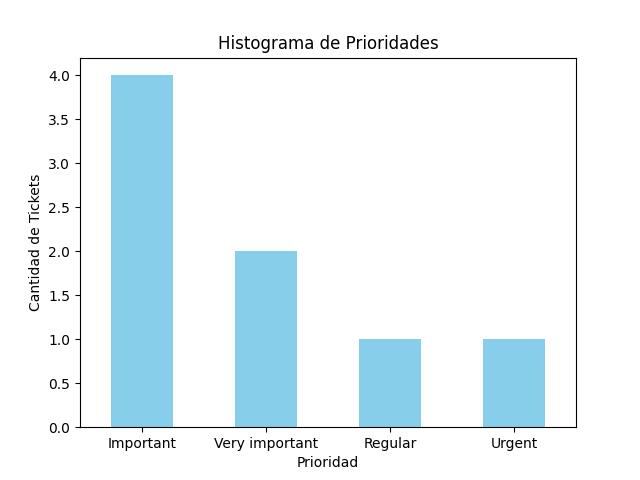 Histograma de Prioridades
4.0
3.5
3.0
2.5
2.0
1.5
1.0
0.5
0.0
Cantidad de Tickets
Important Very important Regular Urgent
Prioridad